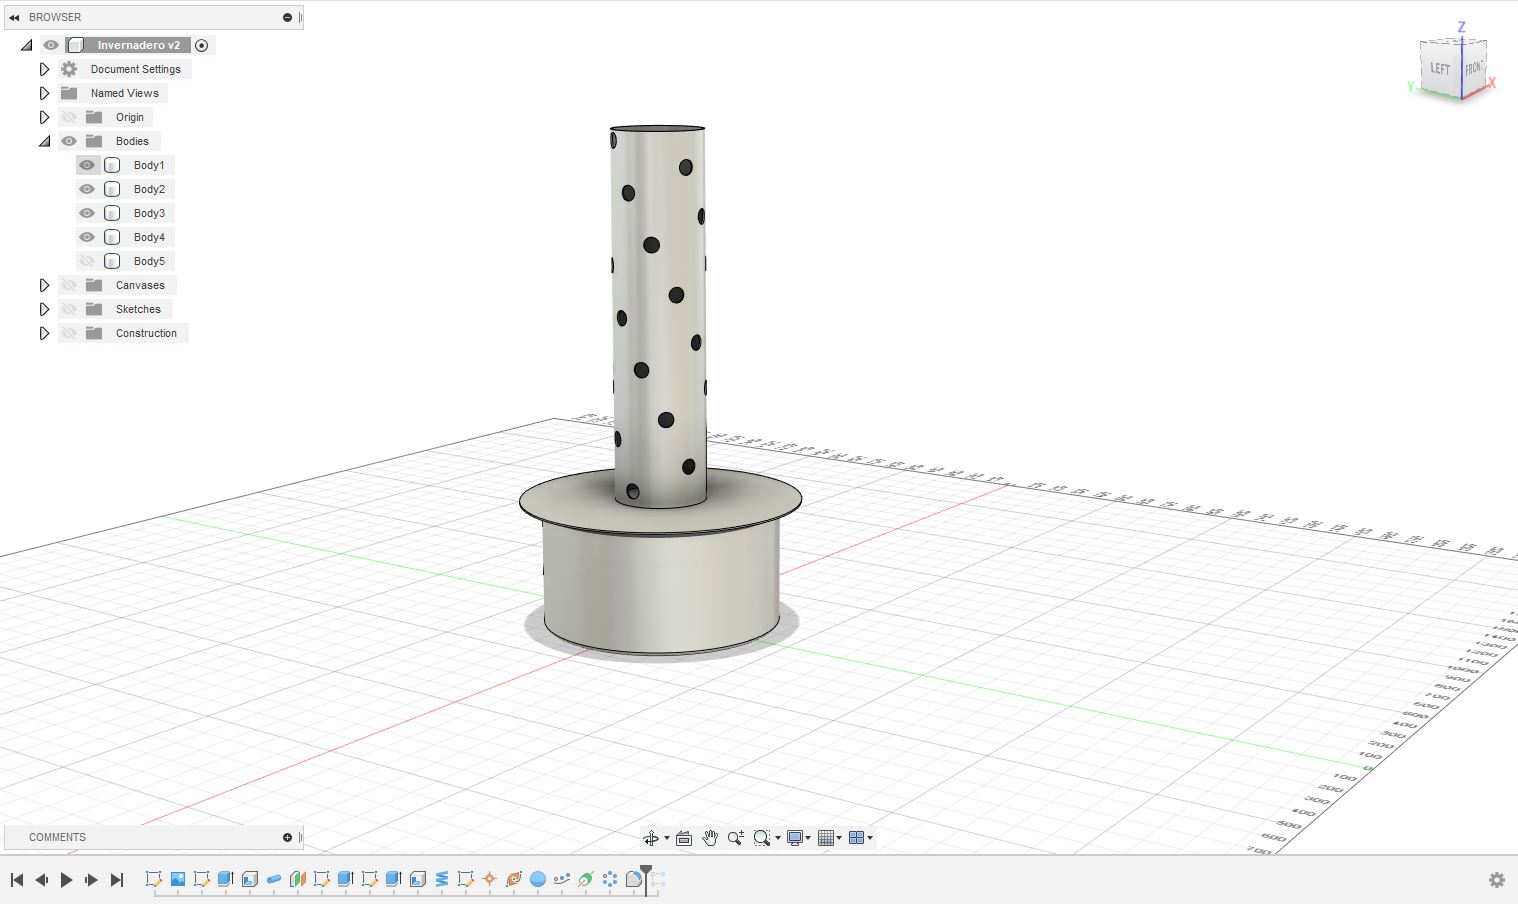 BROWSER
Invernadero v2
Document Settings
Named Views
Origin
Bodies
Body1
Body2
Body3
Body4
Body5
Canvases
Sketches
Construction
Z
LEFT
FRONT
Y
X
1300
1200
1100
1000
900
800
700
600
500
400
300
200
100
0
100
200
300
400
500
600
700
COMMENTS